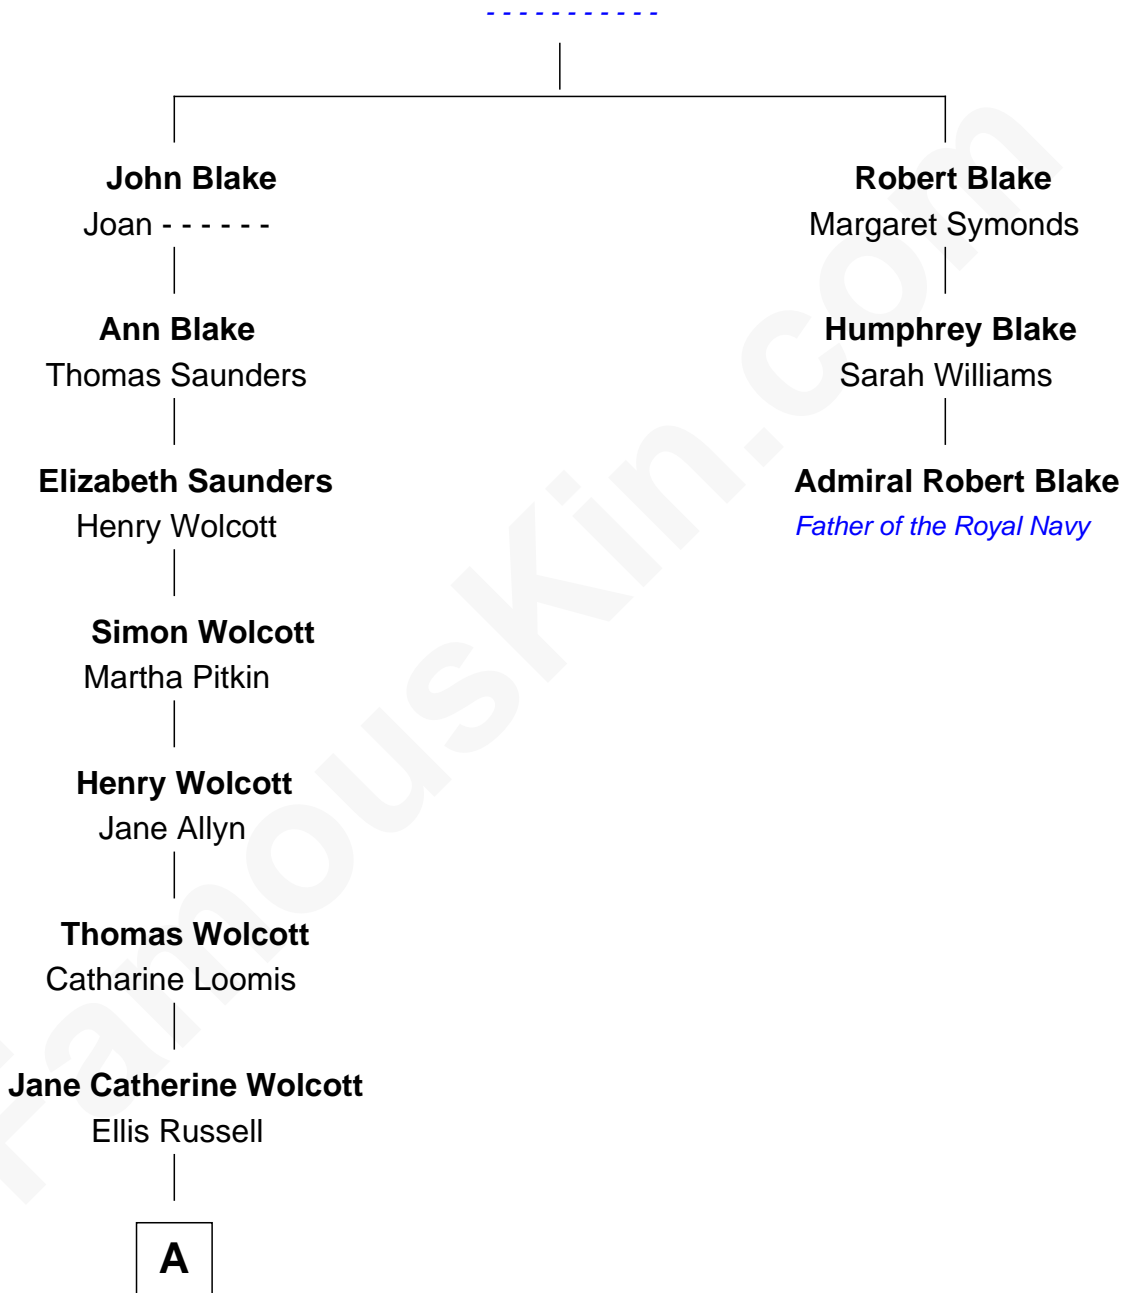 - - - - - - - - - - -
John Blake
Joan - - - - - -
Robert Blake
Margaret Symonds
Ann Blake
Thomas Saunders
Humphrey Blake
Sarah Williams
Elizabeth Saunders
Henry Wolcott
Admiral Robert Blake
Father of the Royal Navy
Simon Wolcott
Martha Pitkin
Henry Wolcott
Jane Allyn
Thomas Wolcott
Catharine Loomis
Jane Catherine Wolcott
Ellis Russell
A
FamousKin.com